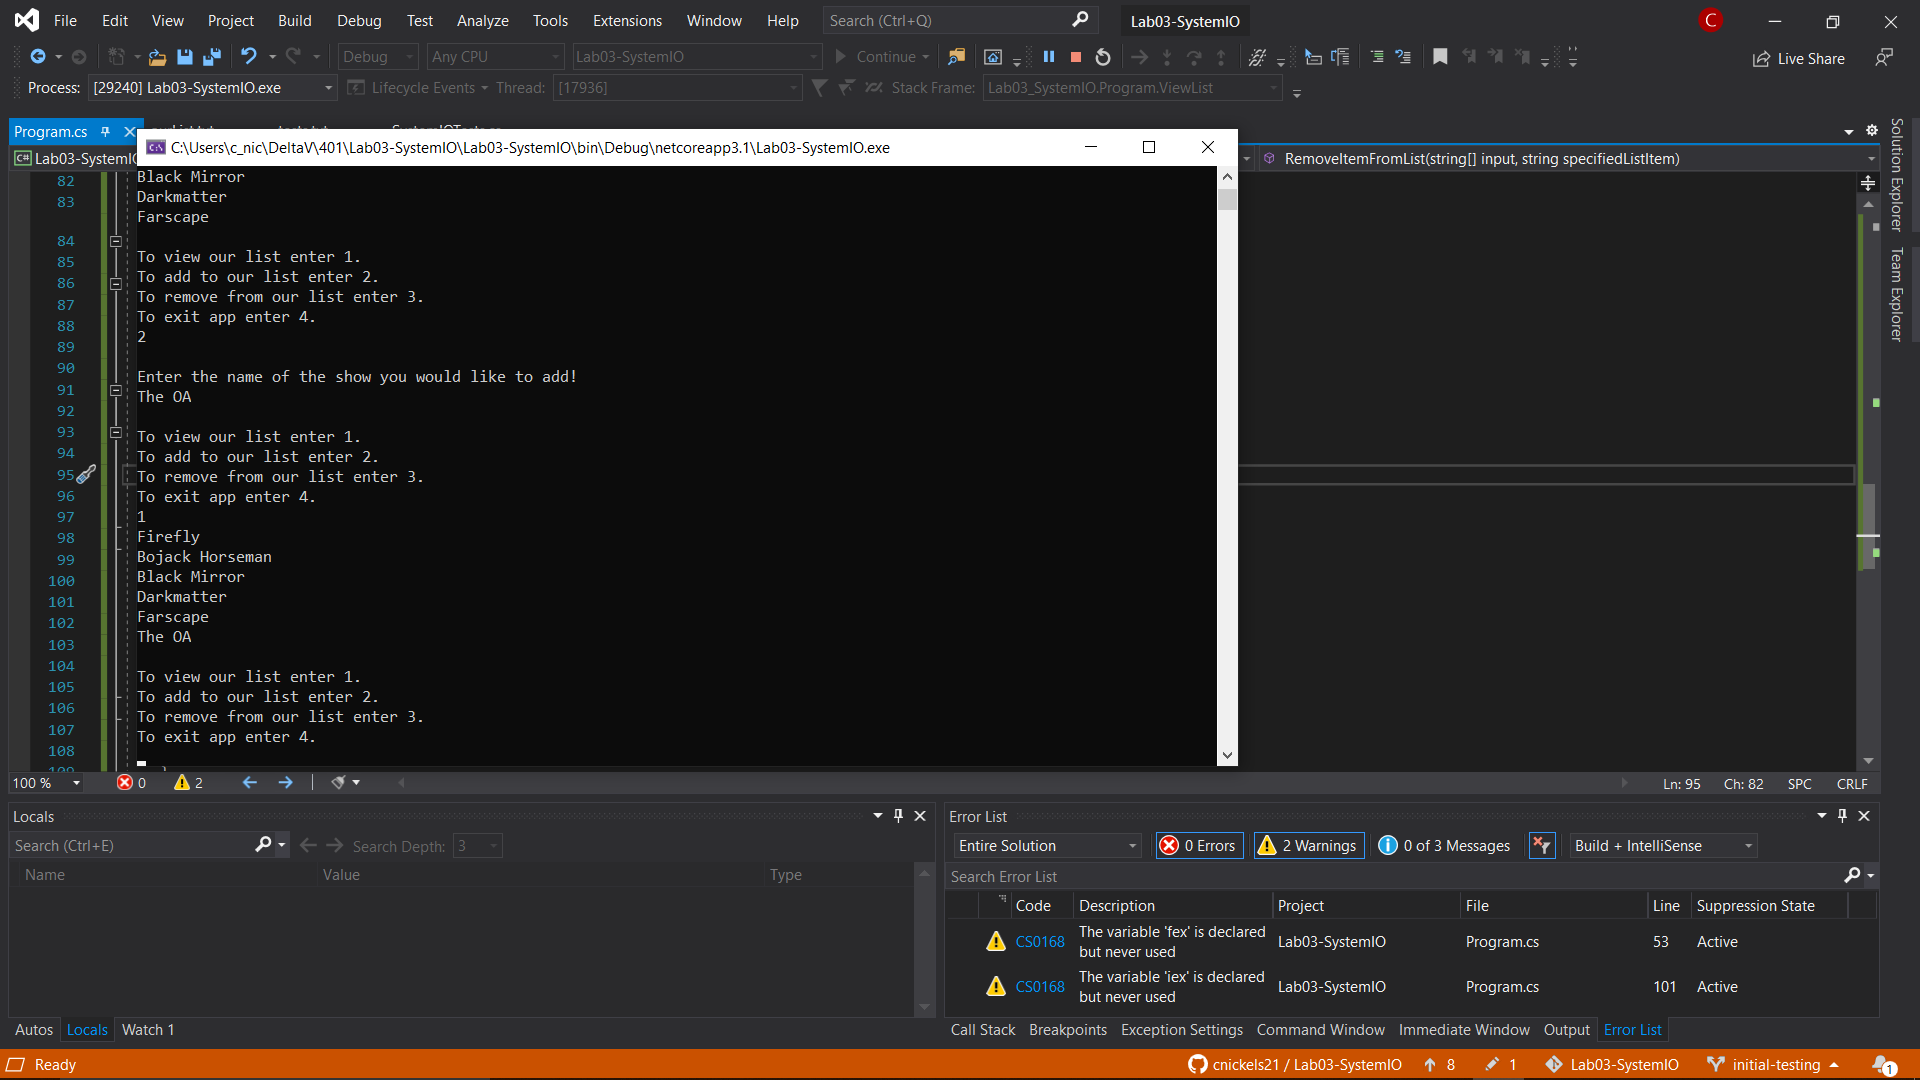 File Edit View Project Build Debug Test Analyze Tools Extensions Window Help Search (Ctrl+Q) Lab03-SystemIO C
Debug Any CPU Lab03-SystemIO Continue Live Share
Process: [29240] Lab03-SystemIO.exe Lifecycle Events Thread: [17936] Stack Frame: Lab03_SystemIO.Program.ViewList
Program.cs
C:\Users\c_nic\DeltaV\401\Lab03-SystemIO\Lab03-SystemIO\bin\Debug\netcoreapp3.1\Lab03-SystemIO.exe
C# Lab03-SystemIO RemoveItemFromList(string[] input, string specifiedListItem)
Solution Explorer
Team Explorer
82
83
84
85
86
87
88
89
90
91
92
93
94
95
96
97
98
99
100
101
102
103
104
105
106
107
108
109
Black Mirror
Darkmatter
Farscape
To view our list enter 1.
To add to our list enter 2.
To remove from our list enter 3.
To exit app enter 4.
2
Enter the name of the show you would like to add!
The OA
To view our list enter 1.
To add to our list enter 2.
To remove from our list enter 3.
To exit app enter 4.
1
Firefly
Bojack Horseman
Black Mirror
Darkmatter
Farscape
The OA
To view our list enter 1.
To add to our list enter 2.
To remove from our list enter 3.
To exit app enter 4.
100 % 0 2 Ln: 95 Ch: 82 SPC CRLF
Locals
Search (Ctrl+E) Search Depth: 3
Name Value Type
Autos Locals Watch 1
Error List
Entire Solution 0 Errors 2 Warnings 0 of 3 Messages Build + IntelliSense
Search Error List
Code Description Project File Line Suppression State
CS0168 The variable 'fex' is declared but never used Lab03-SystemIO Program.cs 53 Active
CS0168 The variable 'iex' is declared but never used Lab03-SystemIO Program.cs 101 Active
Call Stack Breakpoints Exception Settings Command Window Immediate Window Output Error List
Ready cnickels21 / Lab03-SystemIO 8 1 Lab03-SystemIO initial-testing 1